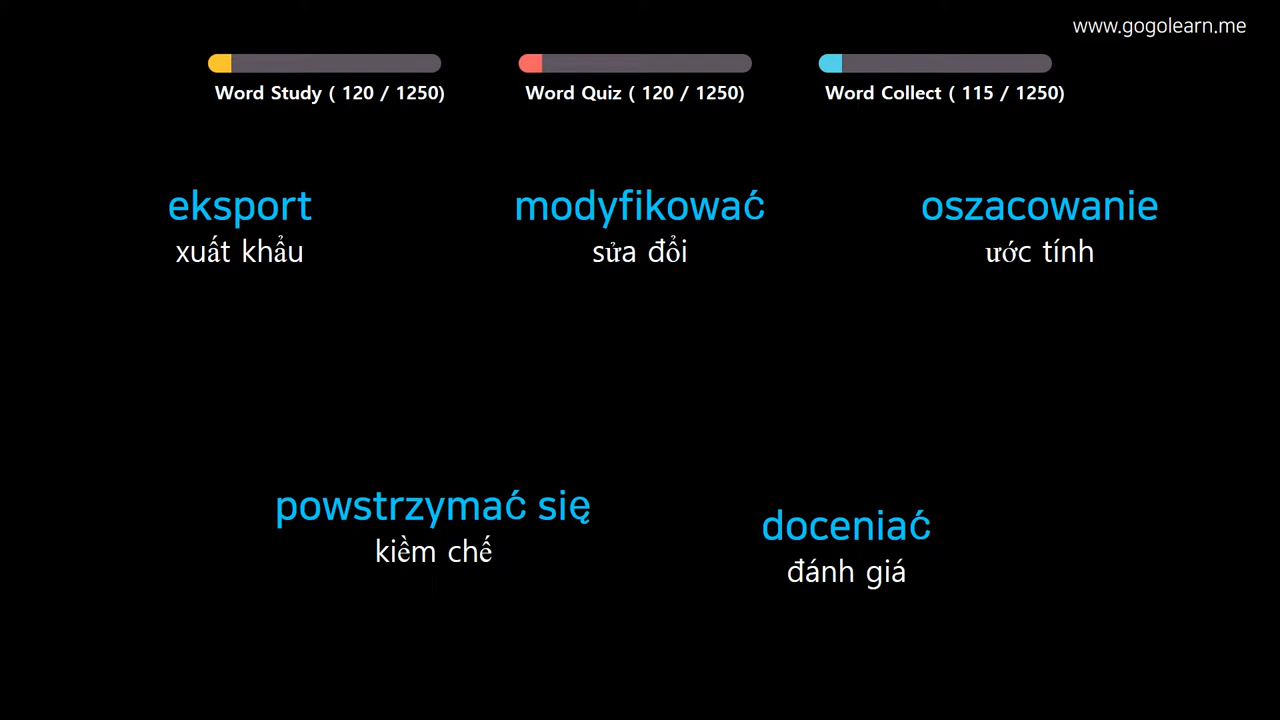 www.gogolearn.me
Word Study ( 120 / 1250)
Word Quiz ( 120 / 1250)
Word Collect ( 115 / 1250)
eksport
xuất khẩu
modyfikować
sửa đổi
oszacowanie
ước tính
powstrzymać się
kiềm chế
doceniać
đánh giá